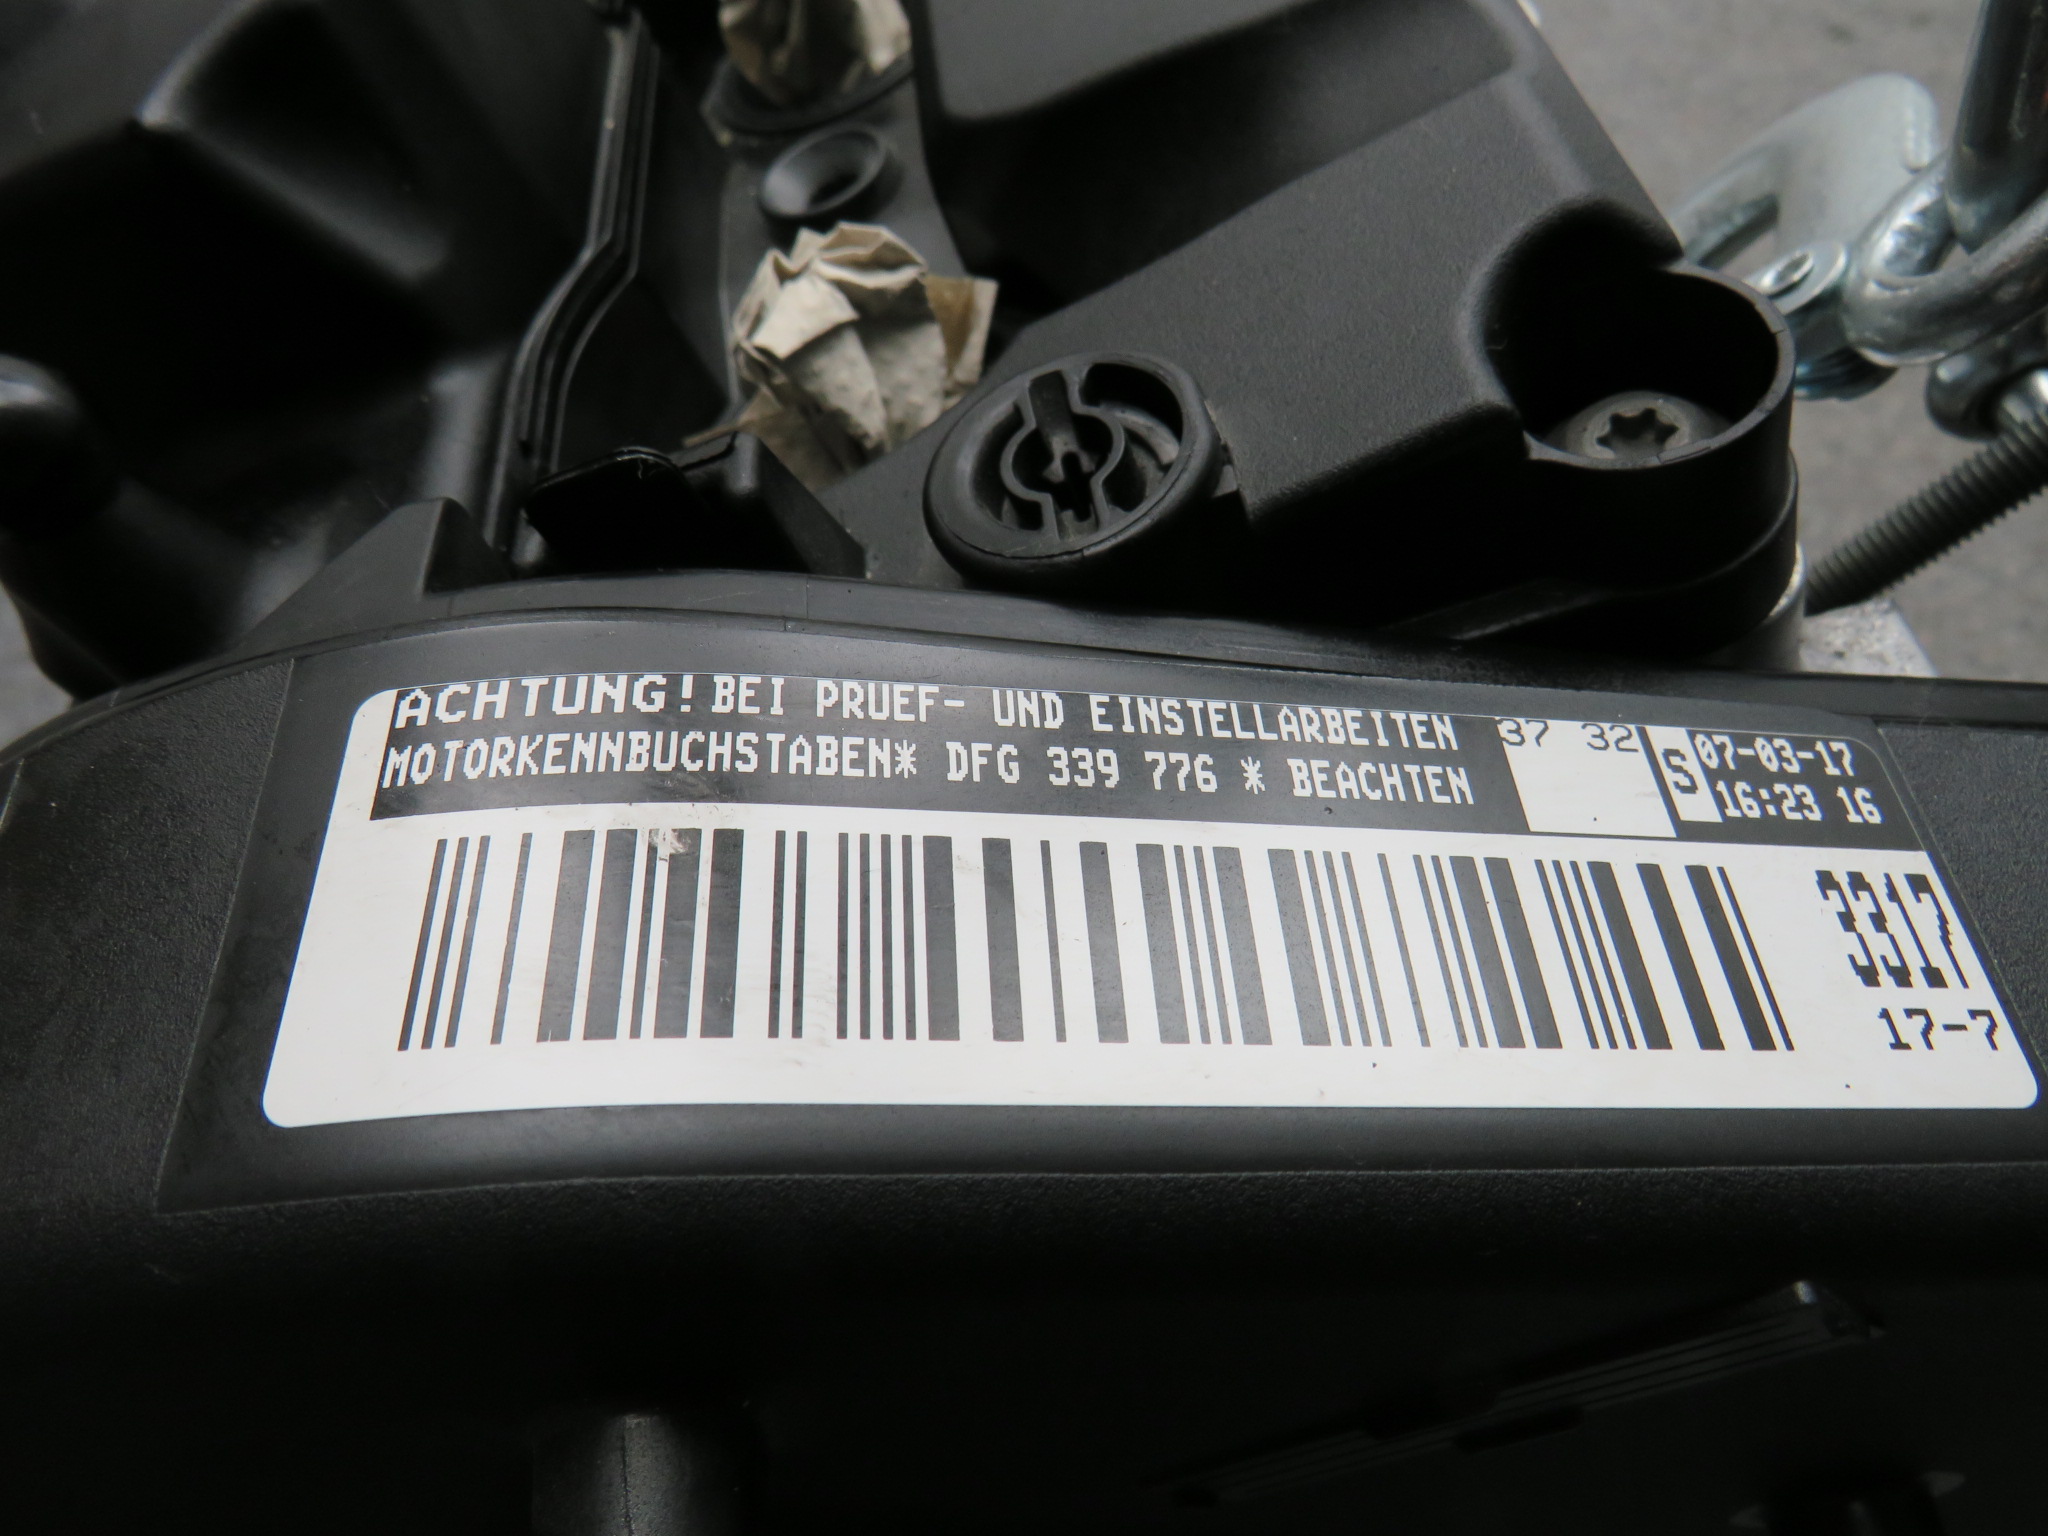 ACHTUNG! BEI PRUEF- UND EINSTELLARBEITEN
MOTORKENNBUCHSTABEN* DFG 339 776 * BEACHTEN
37 32
S
07-03-17
16:23 16
3317
17-7